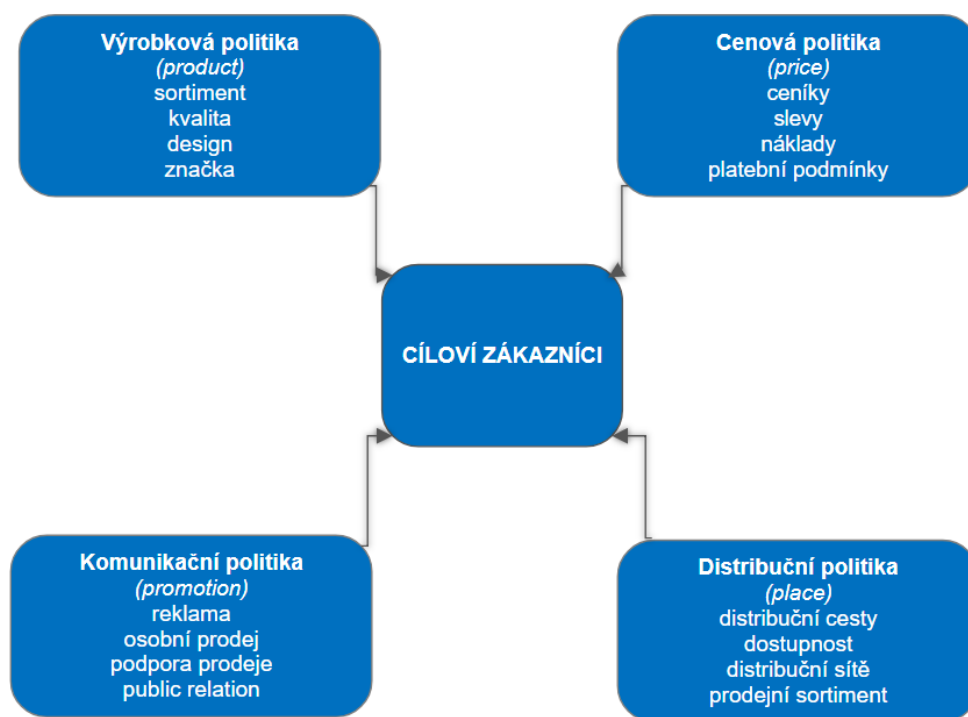 Výrobková politika
(product)
sortiment
kvalita
design
značka
Cenová politika
(price)
ceníky
slevy
náklady
platební podmínky
CÍLOVÍ ZÁKAZNÍCI
Komunikační politika
(promotion)
reklama
osobní prodej
podpora prodeje
public relation
Distribuční politika
(place)
distribuční cesty
dostupnost
distribuční sítě
prodejní sortiment